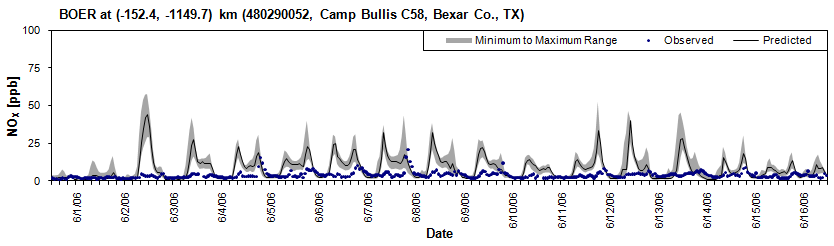 BOER at (-152.4, -1149.7) km (480290052, Camp Bullis C58, Bexar Co., TX)
Minimum to Maximum Range Observed Predicted
NOx [ppb]
100
75
50
25
0
6/1/06 6/2/06 6/3/06 6/4/06 6/5/06 6/6/06 6/7/06 6/8/06 6/9/06 6/10/06 6/11/06 6/12/06 6/13/06 6/14/06 6/15/06 6/16/06
Date